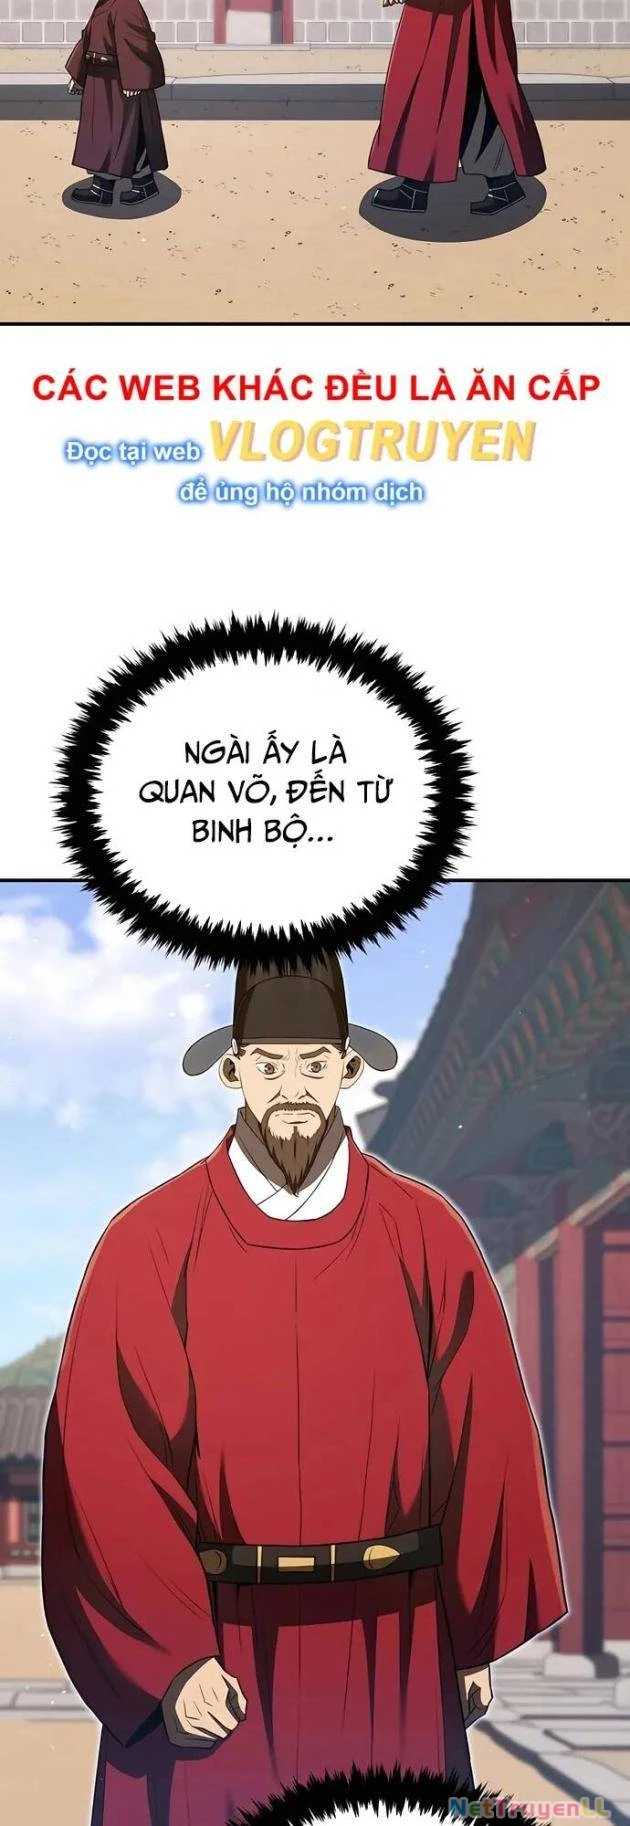 CÁC WEB KHÁC ĐỀU LÀ ĂN CẮP
Đọc tại web VLOGTRUYEN
để ủng hộ nhóm dịch
NGÀI ẤY LÀ
QUAN VÕ, ĐẾN TỪ
BINH BỘ...
NetTruyenLL